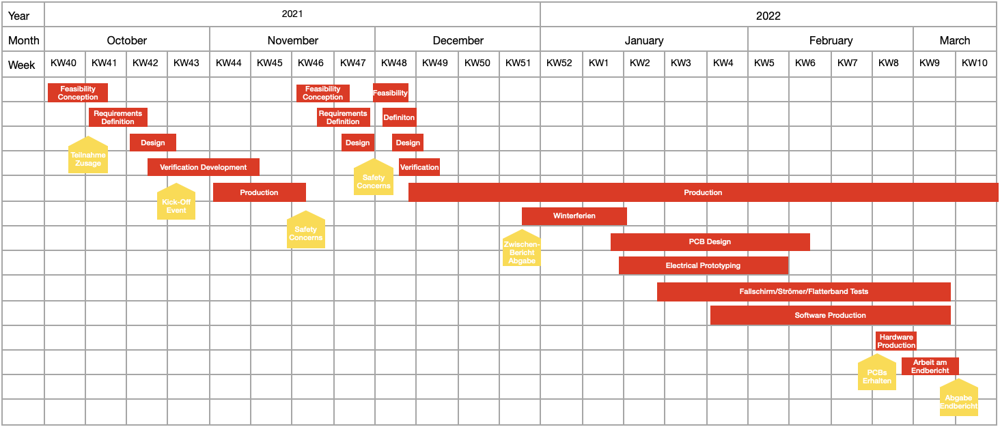 Year 2021 2022
Month October November December January February March
Week KW40 KW41 KW42 KW43 KW44 KW45 KW46 KW47 KW48 KW49 KW50 KW51 KW52 KW1 KW2 KW3 KW4 KW5 KW6 KW7 KW8 KW9 KW10
Feasibility
Conception
Feasibility
Conception
Feasibility
Requirements
Definition
Requirements
Definition
Definiton
Teilnahme
Zusage
Design
Design
Design
Verification Development
Safety
Concerns
Verification
Kick-Off
Event
Production
Production
Safety
Concerns
Winterferien
Zwischen-
Bericht
Abgabe
PCB Design
Electrical Prototyping
Fallschirm/Strömer/Flatterband Tests
Software Production
Hardware
Production
PCBs
Erhalten
Arbeit am
Endbericht
Abgabe
Endbericht